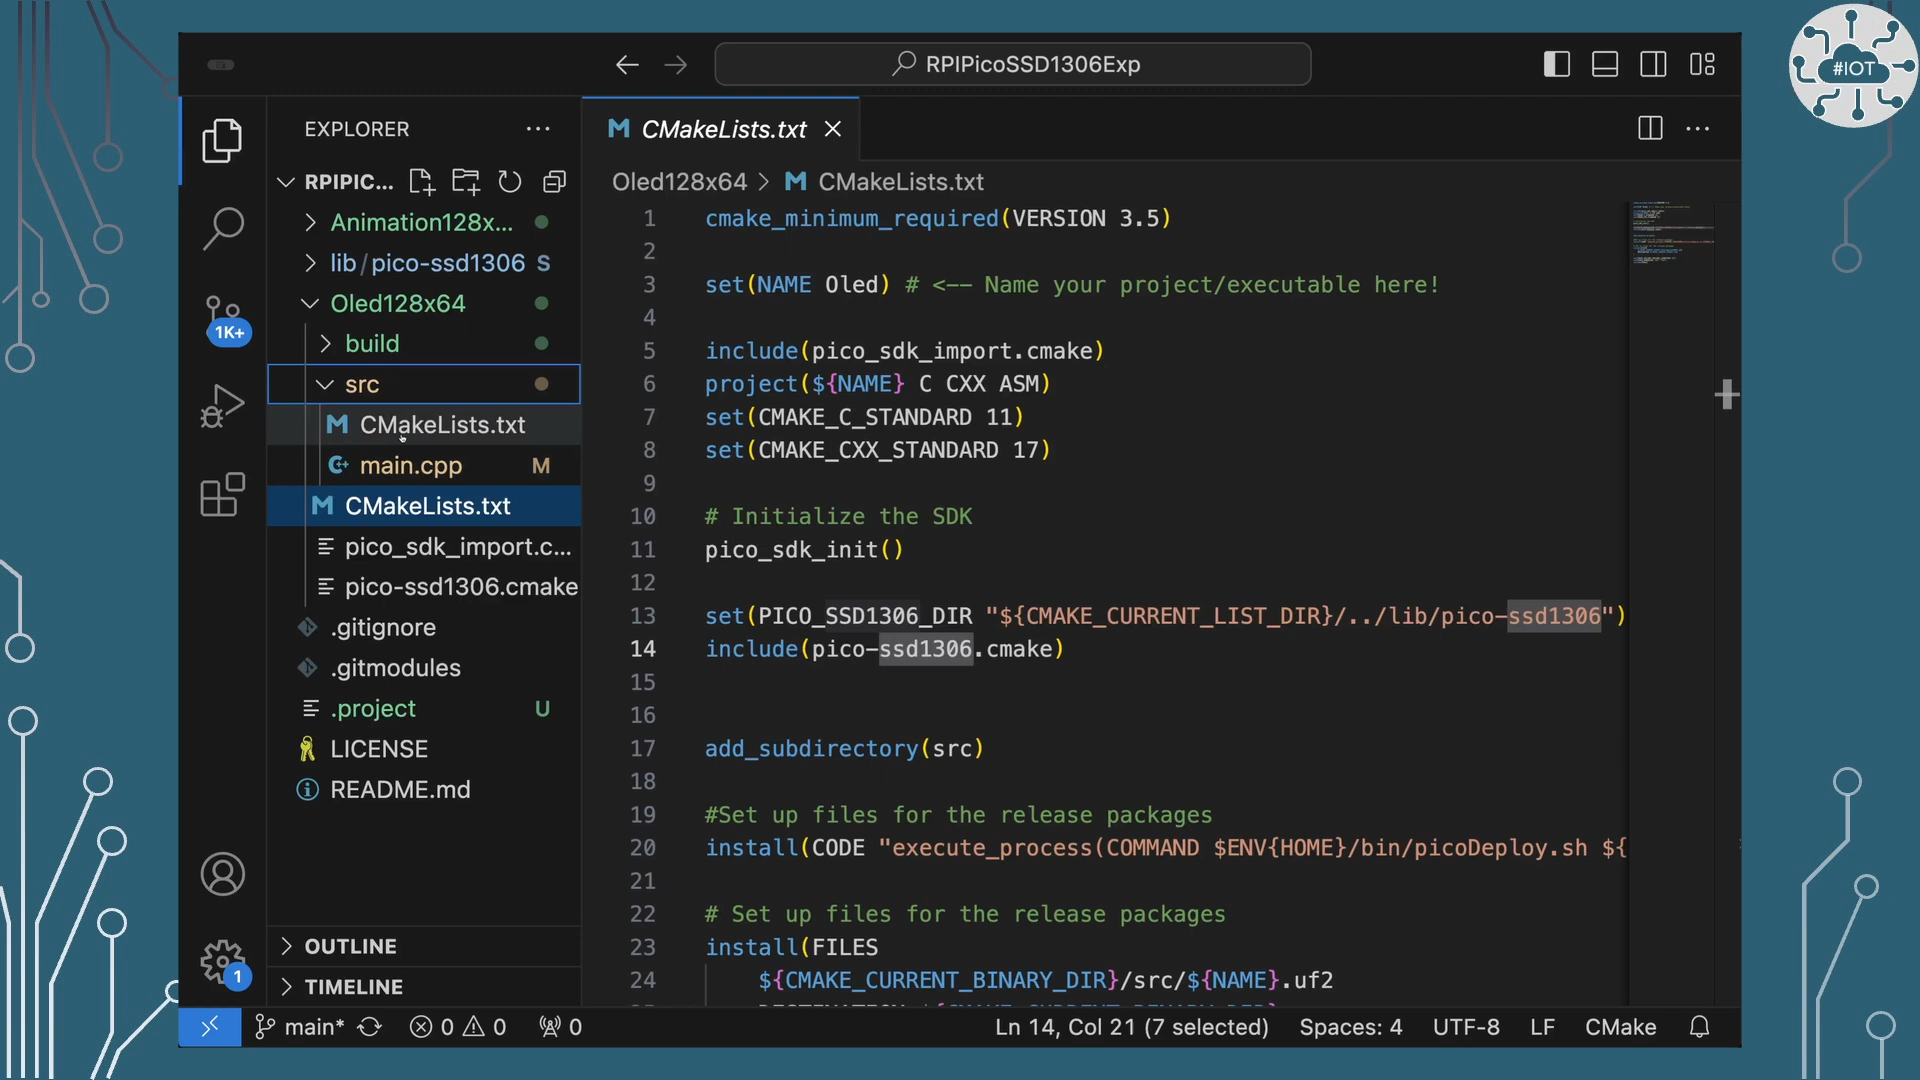 RPIPicoSSD1306Exp
#IOT
EXPLORER
CMakeLists.txt
RPIPIC...
Oled128x64 > CMakeLists.txt
Animation128x...
lib/pico-ssd1306 S
Oled128x64
1K+
build
src
CMakeLists.txt
main.cpp M
CMakeLists.txt
pico_sdk_import.c...
pico-ssd1306.cmake
.gitignore
.gitmodules
.project U
LICENSE
README.md
OUTLINE
TIMELINE
1
1 cmake_minimum_required(VERSION 3.5)
2
3 set(NAME Oled) # <-- Name your project/executable here!
4
5 include(pico_sdk_import.cmake)
6 project(${NAME} C CXX ASM)
7 set(CMAKE_C_STANDARD 11)
8 set(CMAKE_CXX_STANDARD 17)
9
10 # Initialize the SDK
11 pico_sdk_init()
12
13 set(PICO_SSD1306_DIR "${CMAKE_CURRENT_LIST_DIR}/../lib/pico-ssd1306")
14 include(pico-ssd1306.cmake)
15
16
17 add_subdirectory(src)
18
19 #Set up files for the release packages
20 install(CODE "execute_process(COMMAND $ENV{HOME}/bin/picoDeploy.sh ${
21
22 # Set up files for the release packages
23 install(FILES
24 ${CMAKE_CURRENT_BINARY_DIR}/src/${NAME}.uf2
main* 0 0 0 Ln 14, Col 21 (7 selected) Spaces: 4 UTF-8 LF CMake